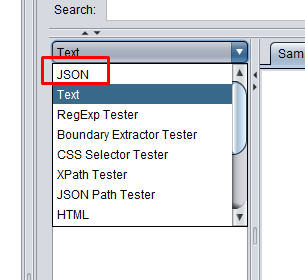 Search:
Text
Sam
JSON
Text
RegExp Tester
Boundary Extractor Tester
CSS Selector Tester
XPath Tester
JSON Path Tester
HTML